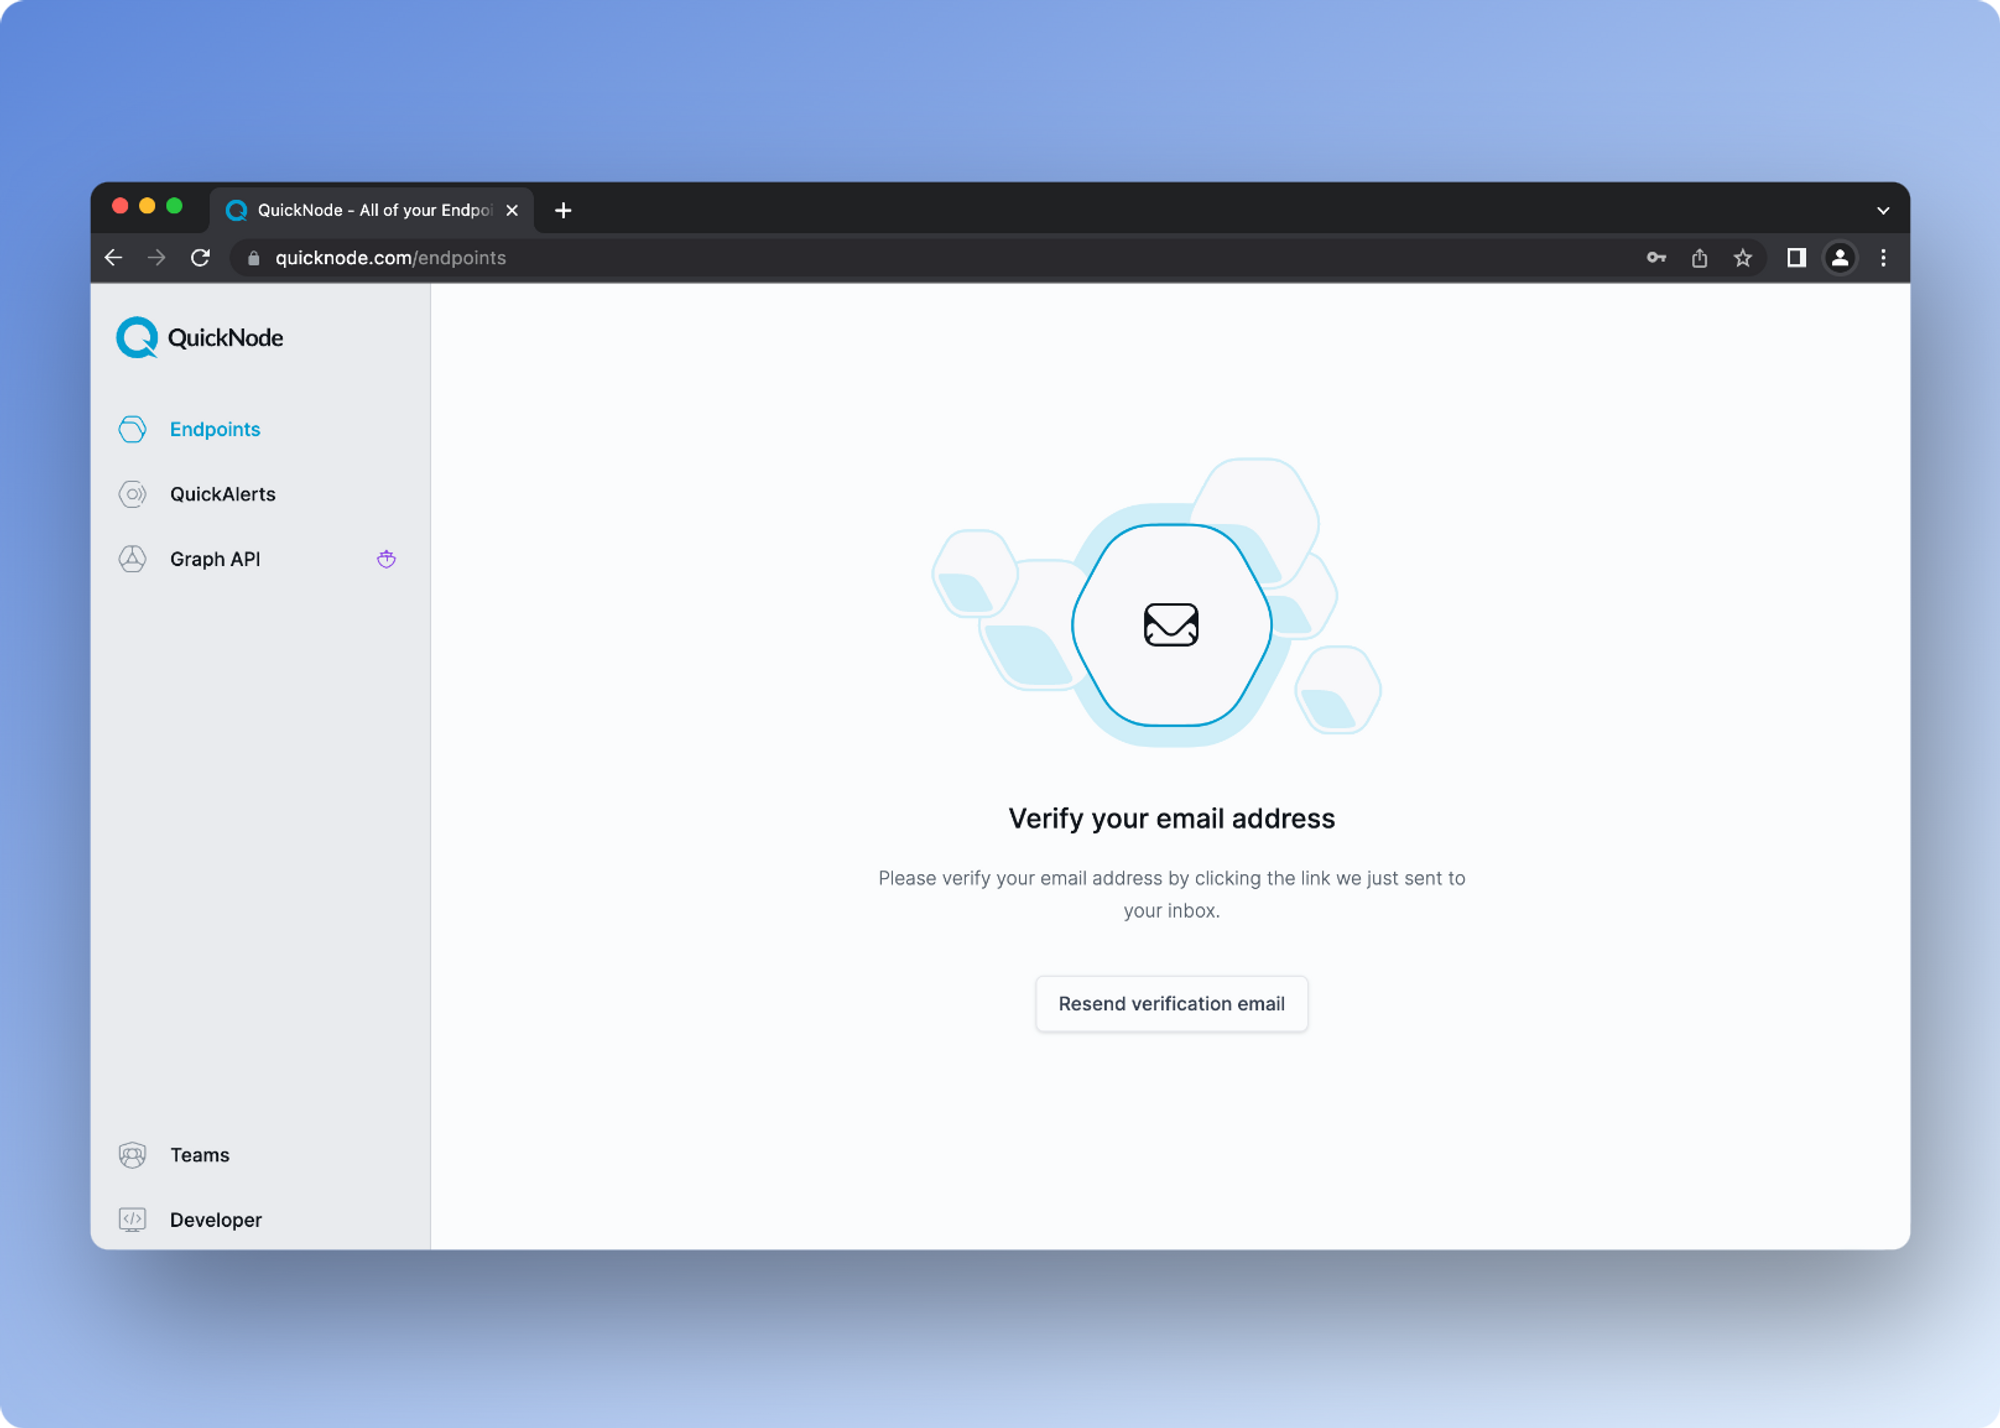 QuickNode - All of your Endpoi
quicknode.com/endpoints
QuickNode
Endpoints
QuickAlerts
Graph API
Verify your email address
Please verify your email address by clicking the link we just sent to
your inbox.
Resend verification email
Teams
Developer